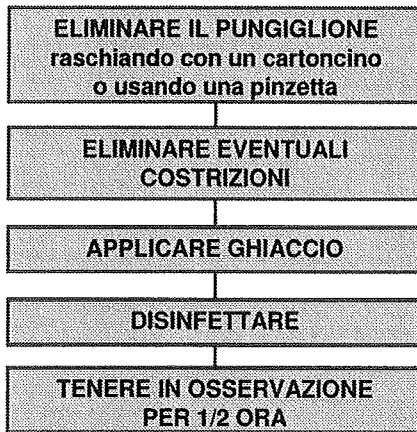 ELIMINARE IL PUNGIGLIONE
raschiando con un cartoncino
o usando una pinzetta
ELIMINARE EVENTUALI
COSTRIZIONI
APPLICARE GHIACCIO
DISINFETTARE
TENERE IN OSSERVAZIONE
PER 1/2 ORA